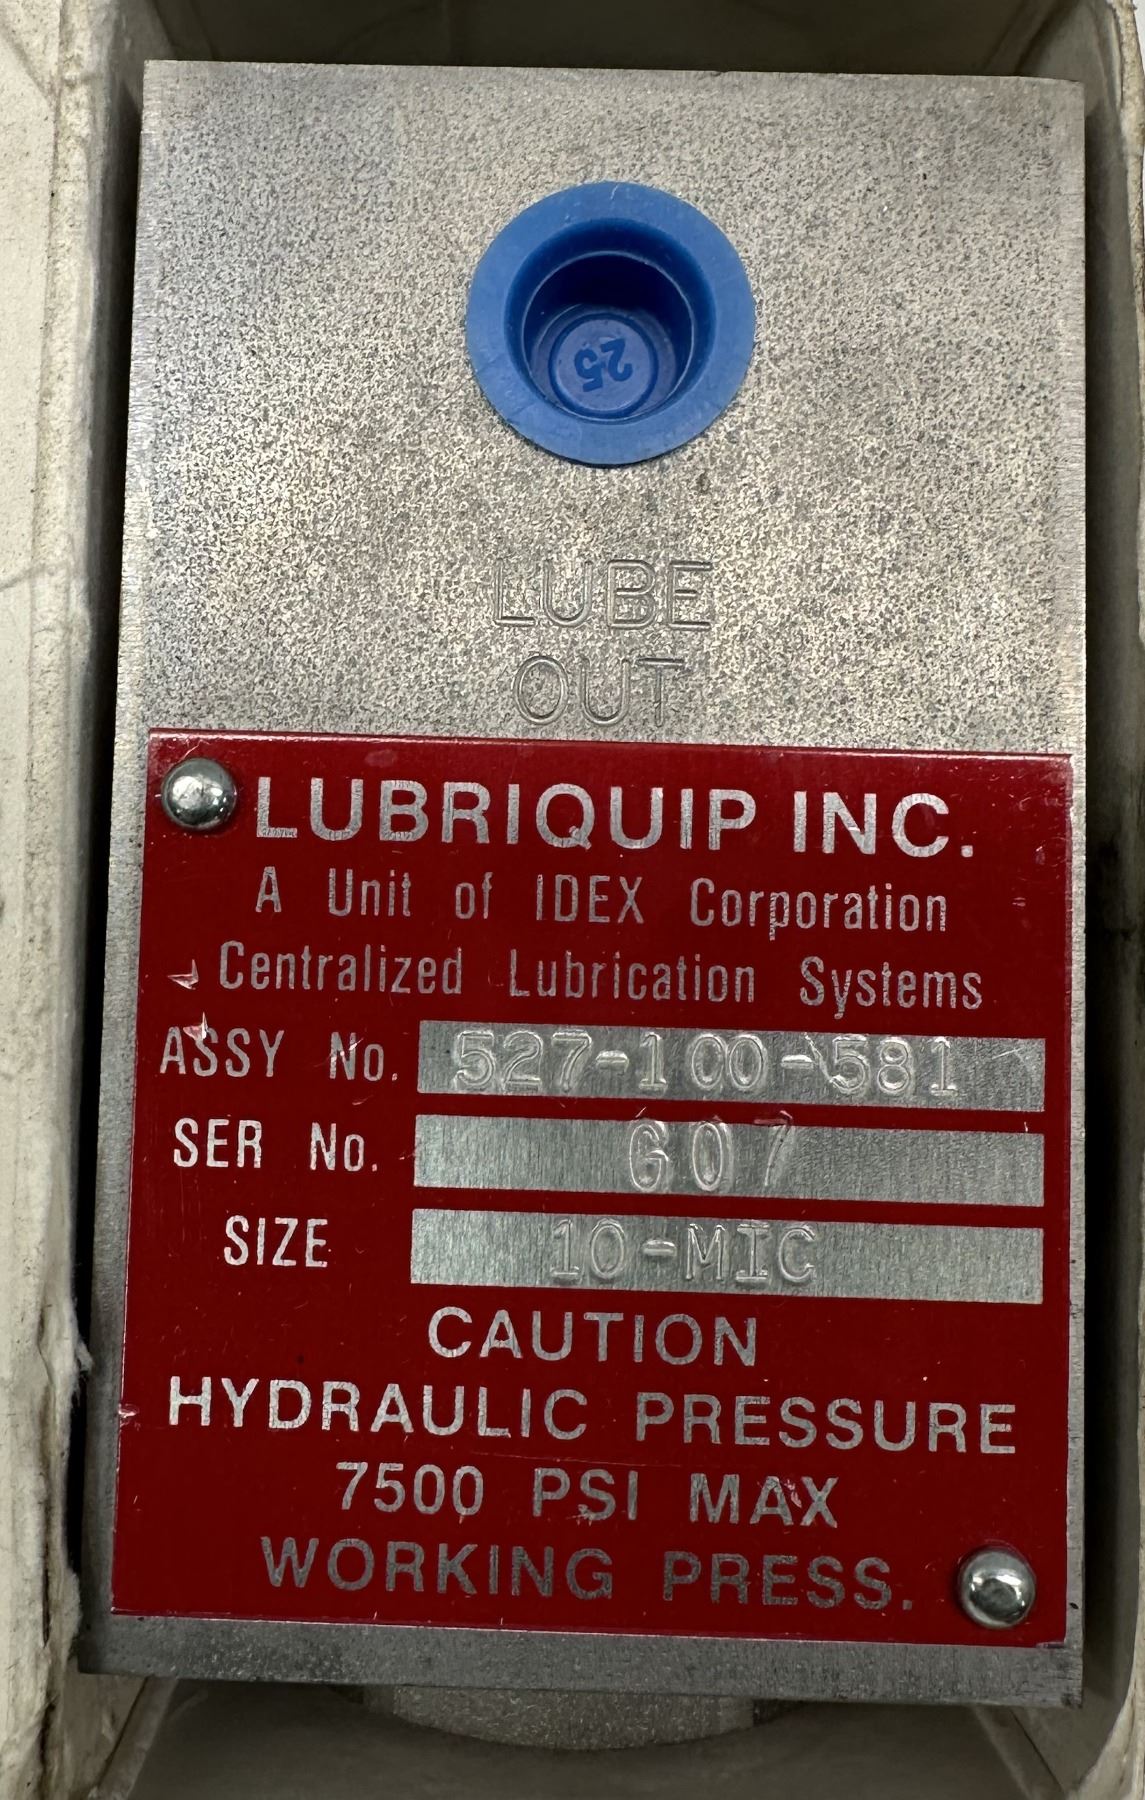 25
LUBE
OUT
LUBRIQUIP INC.
A Unit of IDEX Corporation
Centralized Lubrication Systems
ASSY No. 527-100-581
SER No. G07
SIZE 10-MIC
CAUTION
HYDRAULIC PRESSURE
7500 PSI MAX
WORKING PRESS.